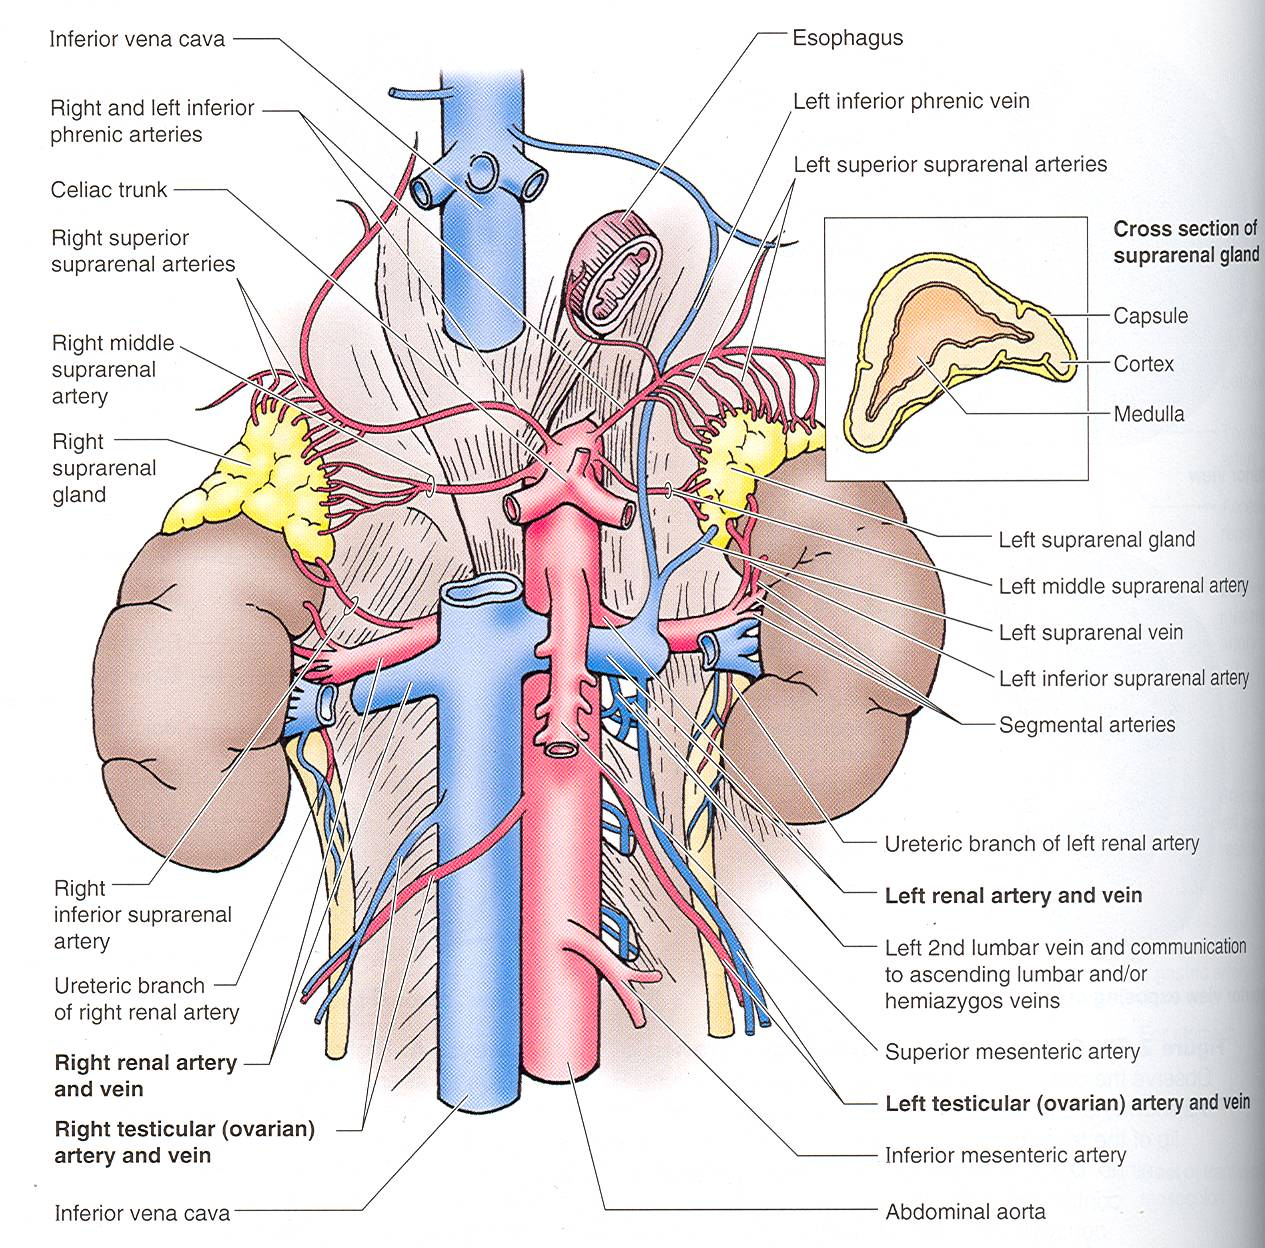 Inferior vena cava
Right and left inferior
phrenic arteries
Celiac trunk
Right superior
suprarenal arteries
Right middle
suprarenal
artery
Right
suprarenal
gland
Right
inferior suprarenal
artery
Ureteric branch
of right renal artery
Right renal artery
and vein
Right testicular (ovarian)
artery and vein
Inferior vena cava
Esophagus
Left inferior phrenic vein
Left superior suprarenal arteries
Cross section of
suprarenal gland
Capsule
Cortex
Medulla
Left suprarenal gland
Left middle suprarenal artery
Left suprarenal vein
Left inferior suprarenal artery
Segmental arteries
Ureteric branch of left renal artery
Left renal artery and vein
Left 2nd lumbar vein and communication
to ascending lumbar and/or
hemiazygos veins
Superior mesenteric artery
Left testicular (ovarian) artery and vein
Inferior mesenteric artery
Abdominal aorta